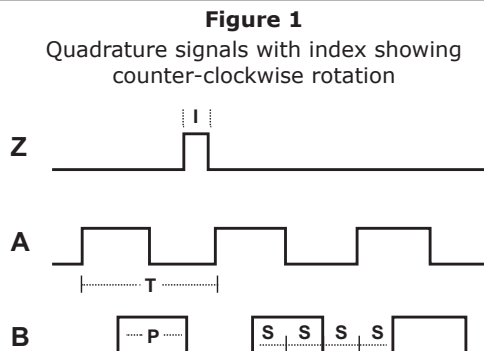 Figure 1
Quadrature signals with index showing
counter-clockwise rotation
I
Z
A
T
B
P
S S S S